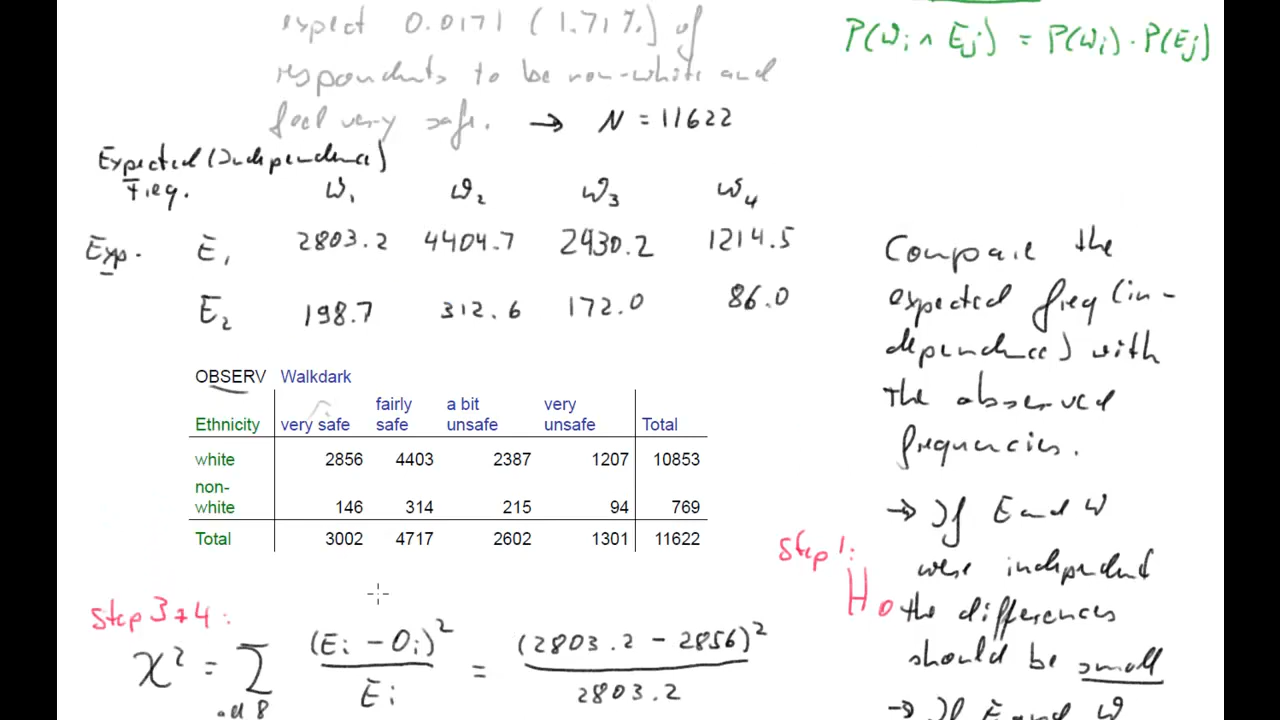 expect 0.0171 (1.71%) of
respondents to be non-white and
feel very safe. → N = 11622
P(Wi ∩ Ej) = P(Wi) · P(Ej)
Expected (Independence)
Freq. W1 W2 W3 W4
Exp. E1 2803.2 4404.7 2430.2 1214.5
E2 198.7 312.6 172.0 86.0
OBSERV Walkdark
Ethnicity very safe fairly safe a bit unsafe very unsafe Total
white 2856 4403 2387 1207 10853
non-
white 146 314 215 94 769
Total 3002 4717 2602 1301 11622
Step 3+4:
χ² = Σ (Ei - Oi)² / Ei = (2803.2 - 2856)² / 2803.2
all 8
Compare the
expected freq (in-
dependence) with
the observed
frequencies.
→ If E and W
were independent
Step 1:
H0 the differences
should be small
→ If E and W